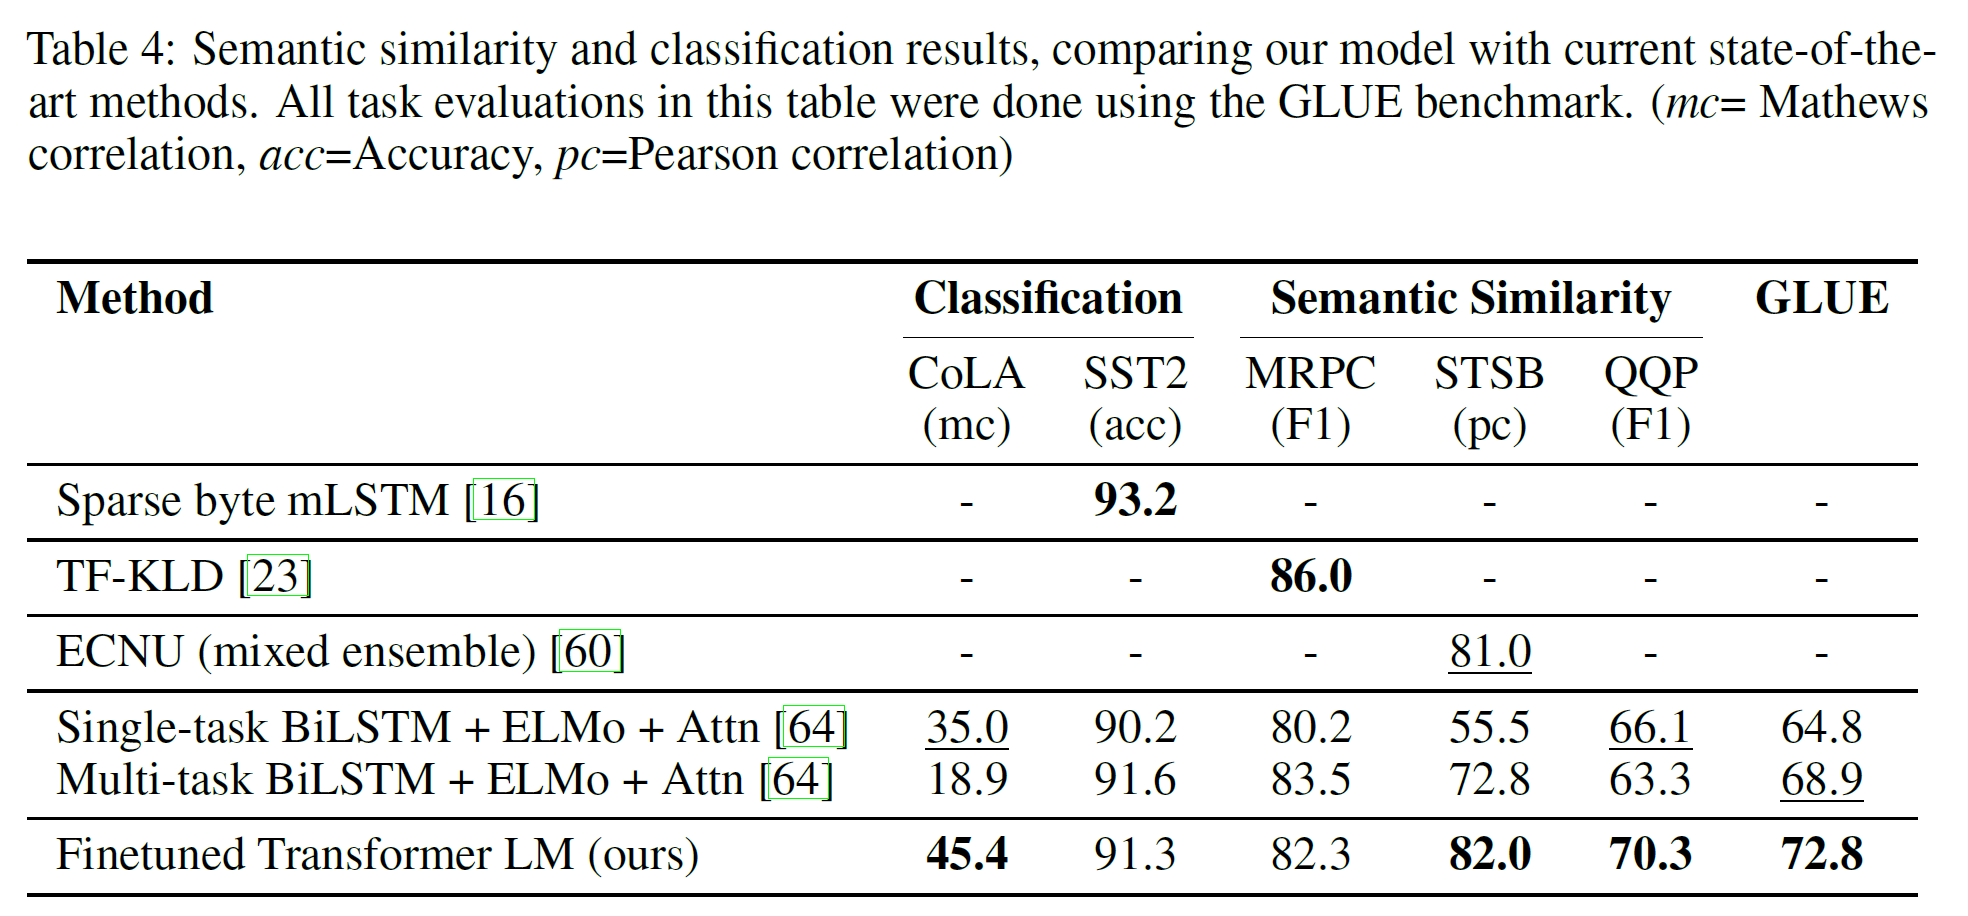 Table 4: Semantic similarity and classification results, comparing our model with current state-of-the-
art methods. All task evaluations in this table were done using the GLUE benchmark. (mc= Mathews
correlation, acc=Accuracy, pc=Pearson correlation)
Method Classification Semantic Similarity GLUE
CoLA SST2 MRPC STSB QQP
(mc) (acc) (F1) (pc) (F1)
Sparse byte mLSTM [16] - 93.2 - - - -
TF-KLD [23] - - 86.0 - - -
ECNU (mixed ensemble) [60] - - - 81.0 - -
Single-task BiLSTM + ELMo + Attn [64] 35.0 90.2 80.2 55.5 66.1 64.8
Multi-task BiLSTM + ELMo + Attn [64] 18.9 91.6 83.5 72.8 63.3 68.9
Finetuned Transformer LM (ours) 45.4 91.3 82.3 82.0 70.3 72.8